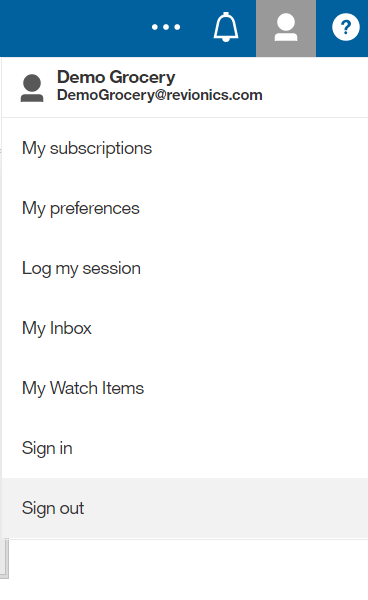 Demo Grocery
DemoGrocery@revionics.com
My subscriptions
My preferences
Log my session
My Inbox
My Watch Items
Sign in
Sign out